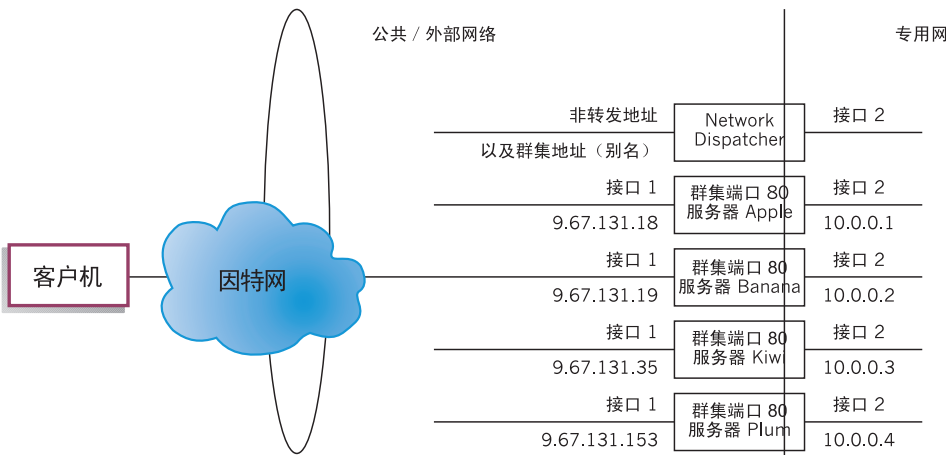 公共 / 外部网络
专用网
非转发地址
以及群集地址（别名）
Network
Dispatcher
接口 2
接口 1
9.67.131.18
群集端口 80
服务器 Apple
接口 2
10.0.0.1
接口 1
9.67.131.19
群集端口 80
服务器 Banana
接口 2
10.0.0.2
接口 1
9.67.131.35
群集端口 80
服务器 Kiwi
接口 2
10.0.0.3
接口 1
9.67.131.153
群集端口 80
服务器 Plum
接口 2
10.0.0.4
客户机
因特网